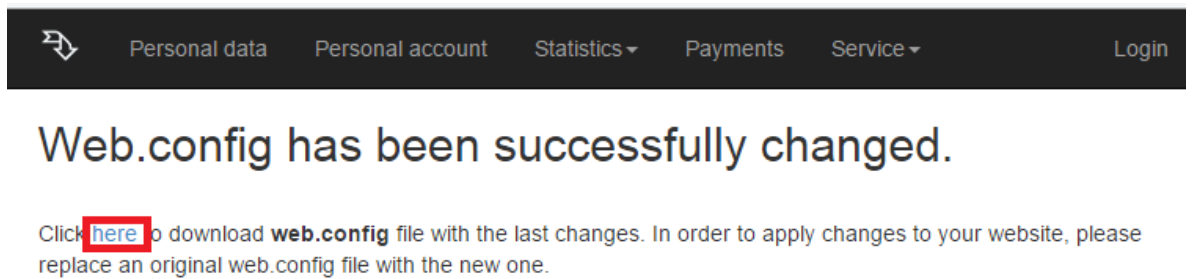 Personal data Personal account Statistics Payments Service Login
Web.config has been successfully changed.
Click here to download web.config file with the last changes. In order to apply changes to your website, please
replace an original web.config file with the new one.